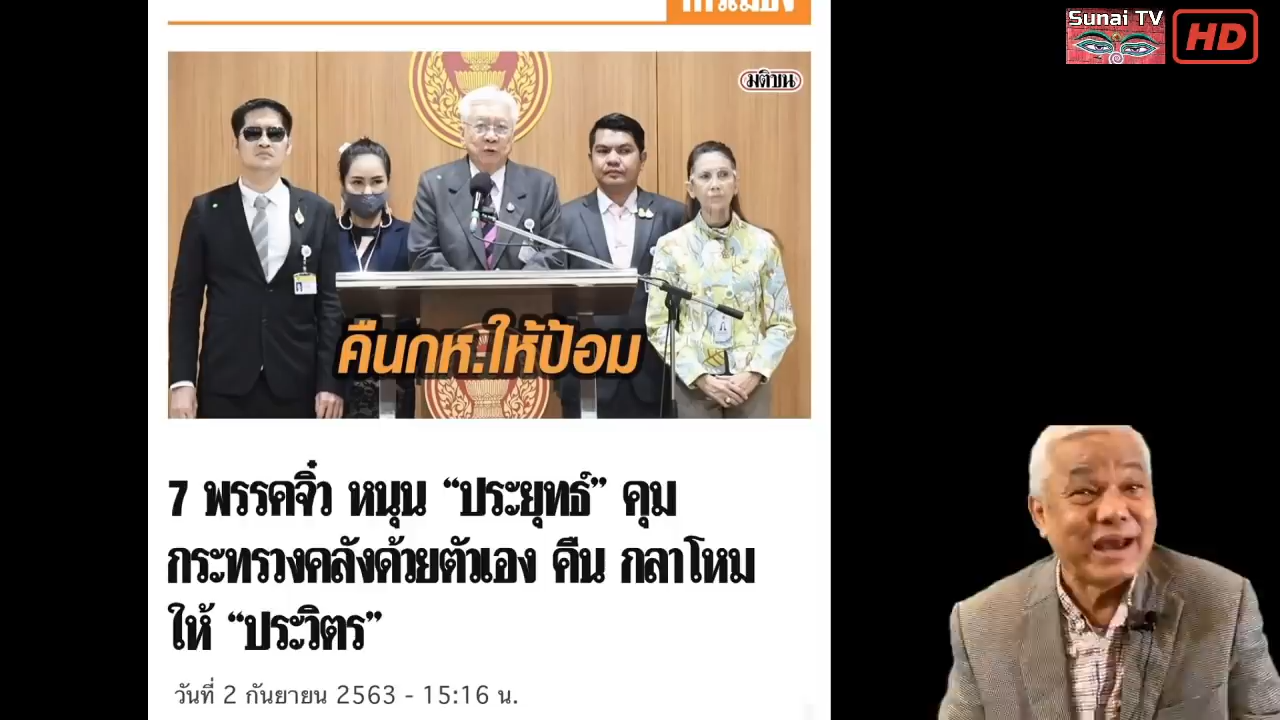 Sunai TV
HD
มติชน
คืนกห.ให้ป้อม
7 พรรคจิ๋ว หนุน “ประยุทธ์” คุม
กระทรวงคลังด้วยตัวเอง คืน กลาโหม
ให้ “ประวิตร”
วันที่ 2 กันยายน 2563 - 15:16 น.